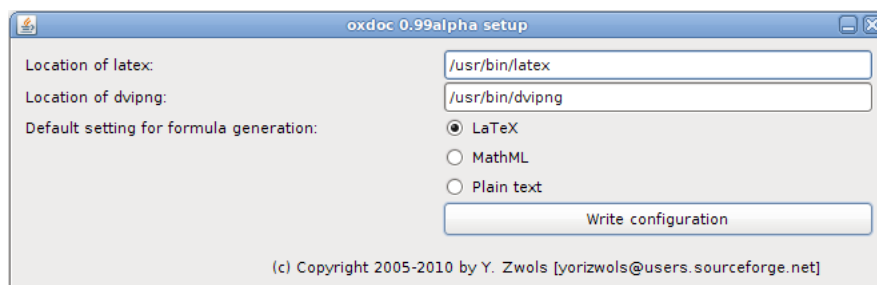 oxdoc 0.99alpha setup
Location of latex: /usr/bin/latex
Location of dvipng: /usr/bin/dvipng
Default setting for formula generation: LaTeX
MathML
Plain text
Write configuration
(c) Copyright 2005-2010 by Y. Zwols [yorizwols@users.sourceforge.net]